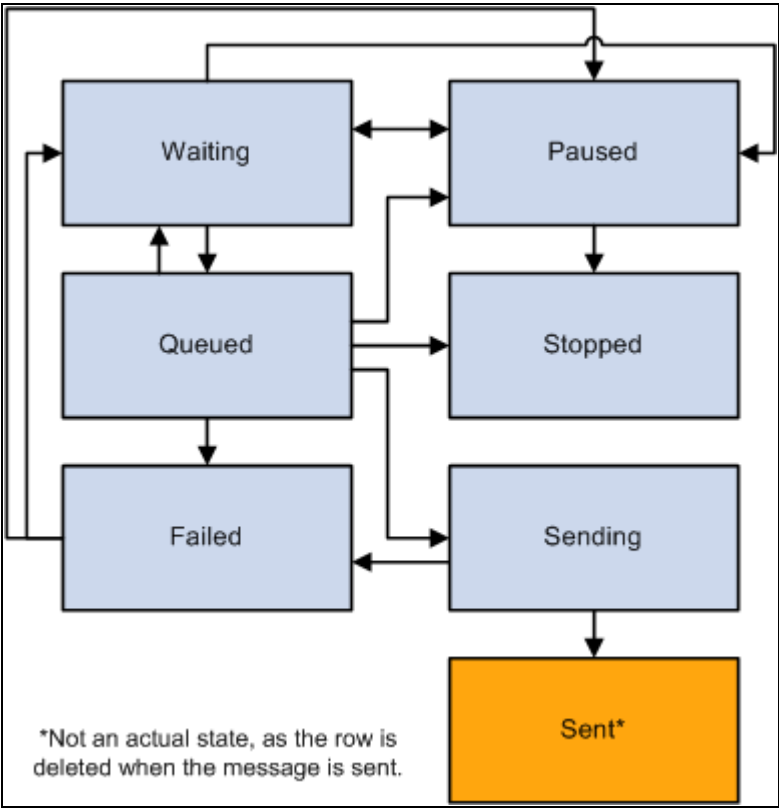 Waiting
Paused
Queued
Stopped
Failed
Sending
Sent*
*Not an actual state, as the row is
deleted when the message is sent.